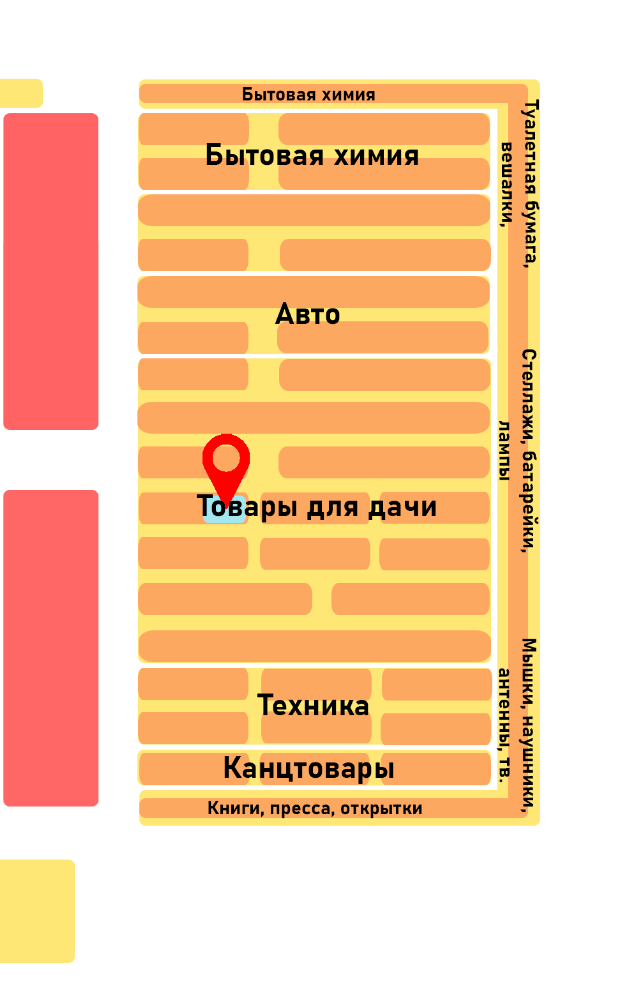 Бытовая химия
Бытовая химия
Туалетная бумага,
вешалки,
Авто
Стеллажи, батарейки,
лампы
Товары для дачи
Мышки, наушники,
антенны, тв.
Техника
Канцтовары
Книги, пресса, открытки